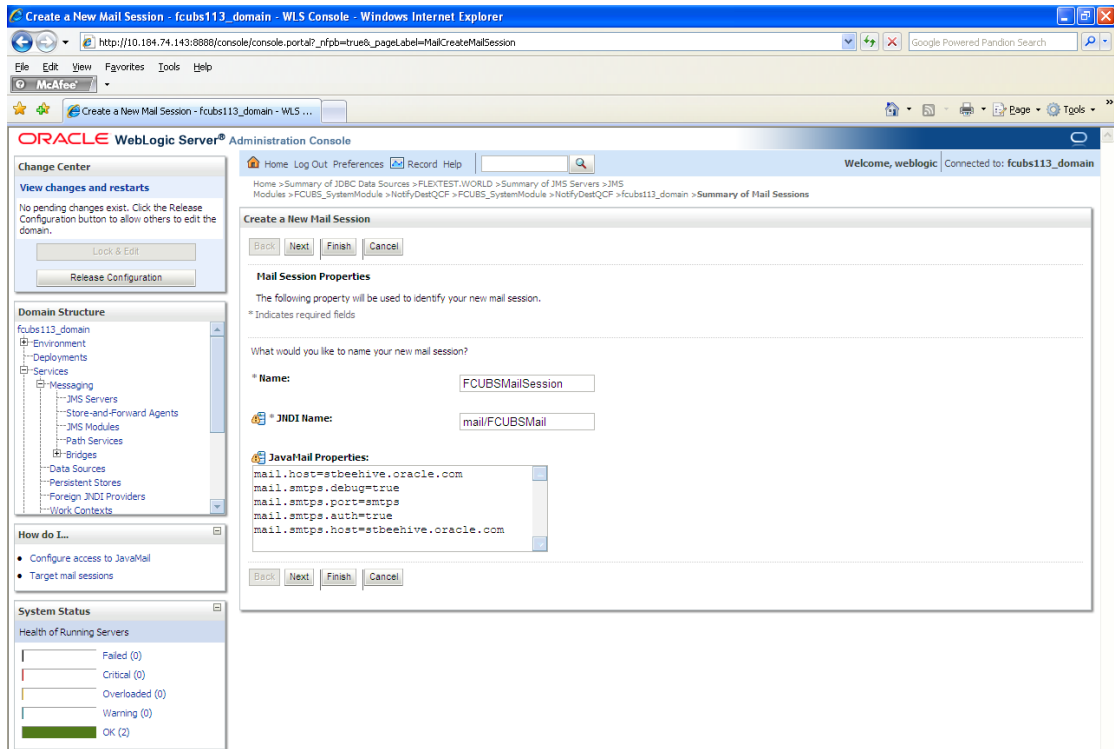 Create a New Mail Session - fcubs113_domain - WLS Console - Windows Internet Explorer
http://10.184.74.143:8888/console/console.portal?_nfpb=true&_pageLabel=MailCreateMailSession
Google Powered Pandion Search
File Edit View Favorites Tools Help
McAfee
Create a New Mail Session - fcubs113_domain - WLS ...
Page Tools
ORACLE WebLogic Server® Administration Console
Change Center
View changes and restarts
No pending changes exist. Click the Release
Configuration button to allow others to edit the
domain.
Lock & Edit
Release Configuration
Domain Structure
fcubs113_domain
Environment
Deployments
Services
Messaging
JMS Servers
Store-and-Forward Agents
JMS Modules
Path Services
Bridges
Data Sources
Persistent Stores
Foreign JNDI Providers
Work Contexts
How do I...
Configure access to JavaMail
Target mail sessions
System Status
Health of Running Servers
Failed (0)
Critical (0)
Overloaded (0)
Warning (0)
OK (2)
Home Log Out Preferences Record Help
Welcome, weblogic Connected to: fcubs113_domain
Home >Summary of JDBC Data Sources >FLEXTEST.WORLD >Summary of JMS Servers >JMS
Modules >FCUBS_SystemModule >NotifyDestQCF >FCUBS_SystemModule >NotifyDestQCF >fcubs113_domain >Summary of Mail Sessions
Create a New Mail Session
Back Next Finish Cancel
Mail Session Properties
The following property will be used to identify your new mail session.
* Indicates required fields
What would you like to name your new mail session?
* Name: FCUBSMailSession
* JNDI Name: mail/FCUBSMail
JavaMail Properties:
mail.host=stbeehive.oracle.com
mail.smtps.debug=true
mail.smtps.port=smtps
mail.smtps.auth=true
mail.smtps.host=stbeehive.oracle.com
Back Next Finish Cancel